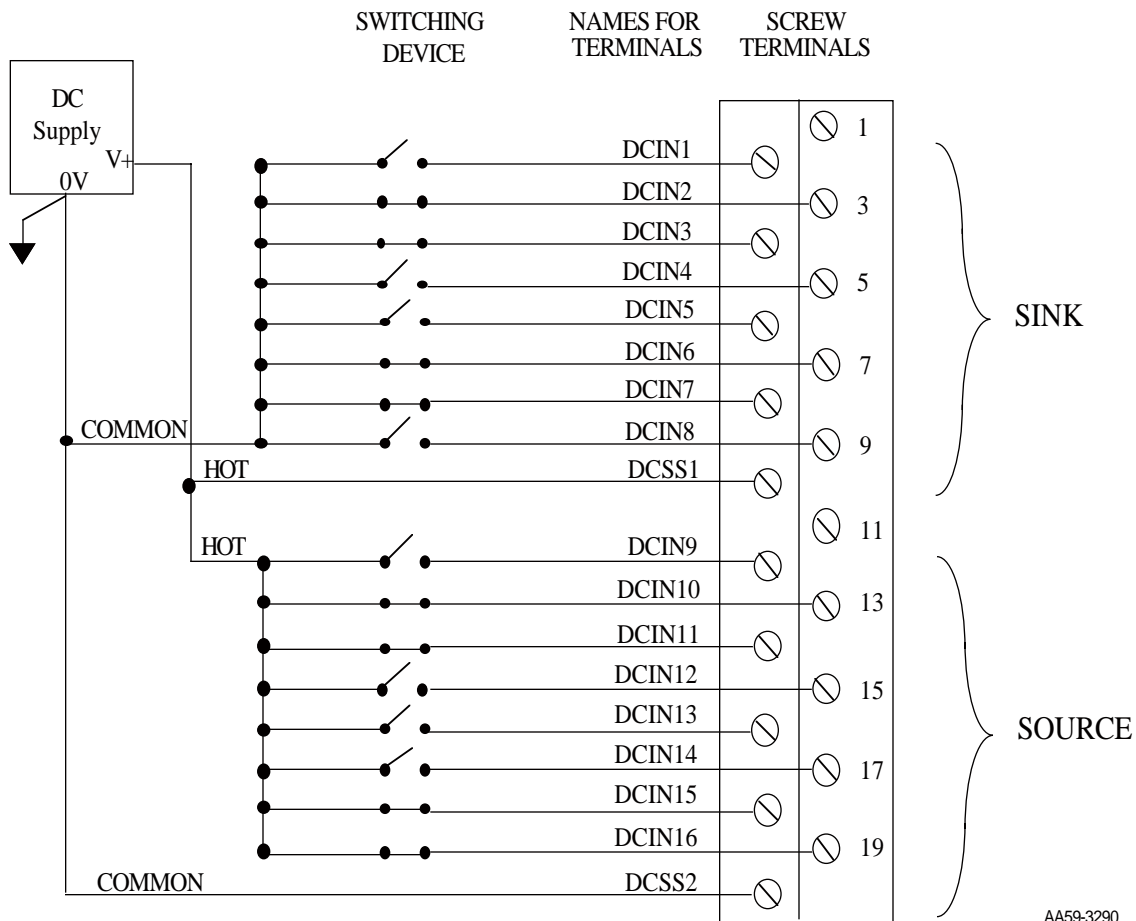 SWITCHING DEVICE
NAMES FOR TERMINALS
SCREW TERMINALS
DC Supply
V+
0V
1
DCIN1
DCIN2
3
DCIN3
DCIN4
5
DCIN5
DCIN6
7
DCIN7
COMMON
DCIN8
9
HOT
DCSS1
SINK
11
HOT
DCIN9
DCIN10
13
DCIN11
DCIN12
15
DCIN13
DCIN14
17
DCIN15
DCIN16
19
SOURCE
COMMON
DCSS2
AA59-3290